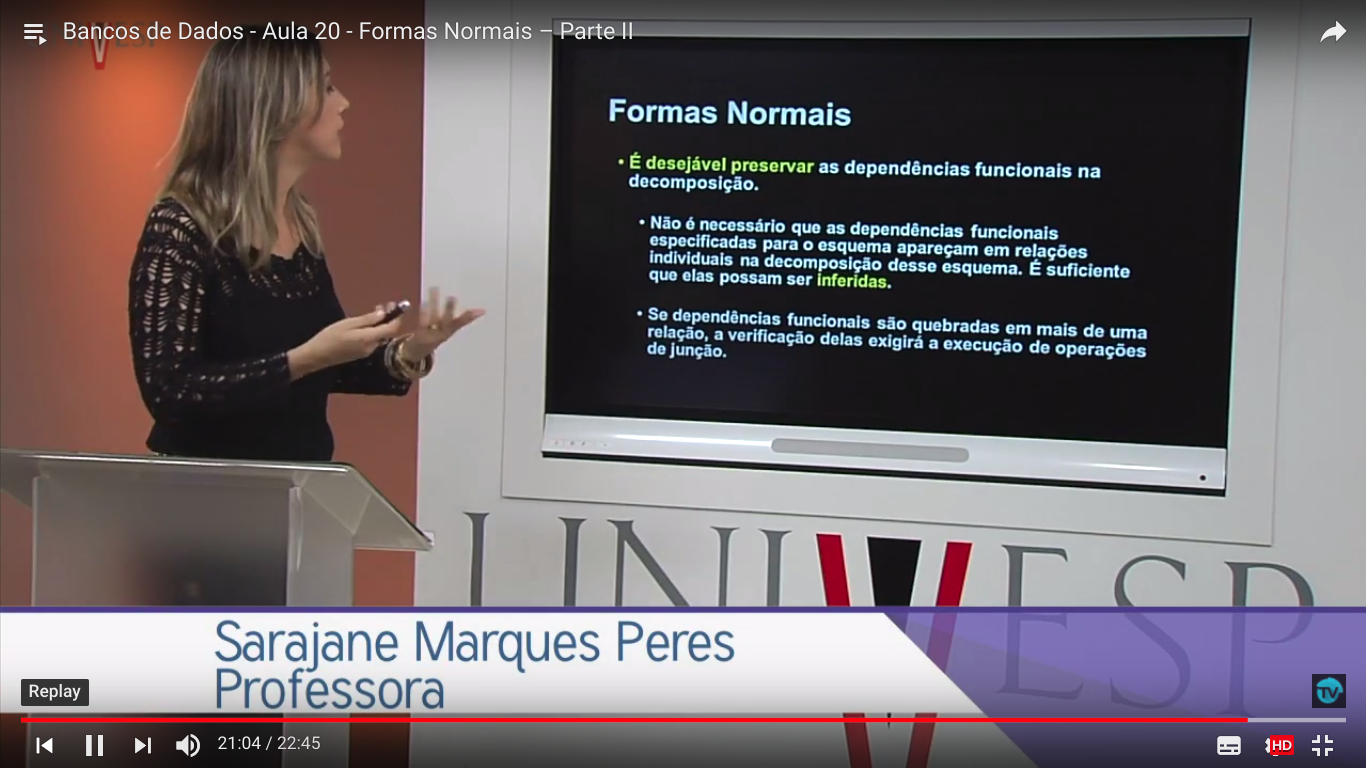 Bancos de Dados - Aula 20 - Formas Normais – Parte II
Formas Normais
• É desejável preservar as dependências funcionais na
decomposição.
• Não é necessário que as dependências funcionais
especificadas para o esquema apareçam em relações
individuais na decomposição desse esquema. É suficiente
que elas possam ser inferidas.
• Se dependências funcionais são quebradas em mais de uma
relação, a verificação delas exigirá a execução de operações
de junção.
UNIVESP
Sarajane Marques Peres
Professora
Replay
TV
21:04 / 22:45
HD